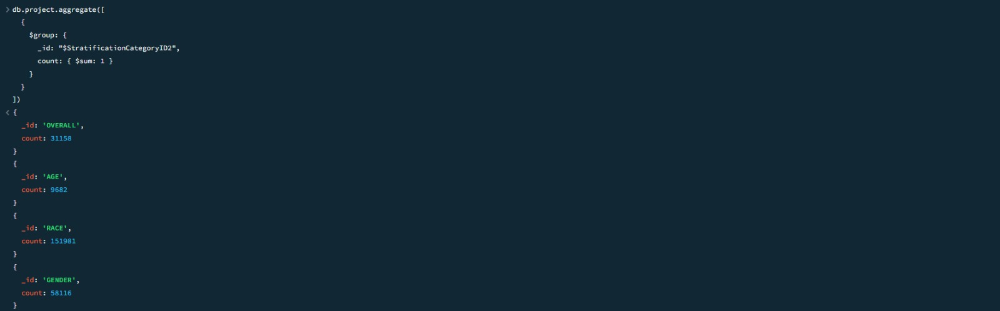 > db.project.aggregate([
{
$group: {
_id: "$StratificationCategoryID2",
count: { $sum: 1 }
}
}
])
< {
_id: 'OVERALL',
count: 31158
}
{
_id: 'AGE',
count: 9682
}
{
_id: 'RACE',
count: 151981
}
{
_id: 'GENDER',
count: 58116
}